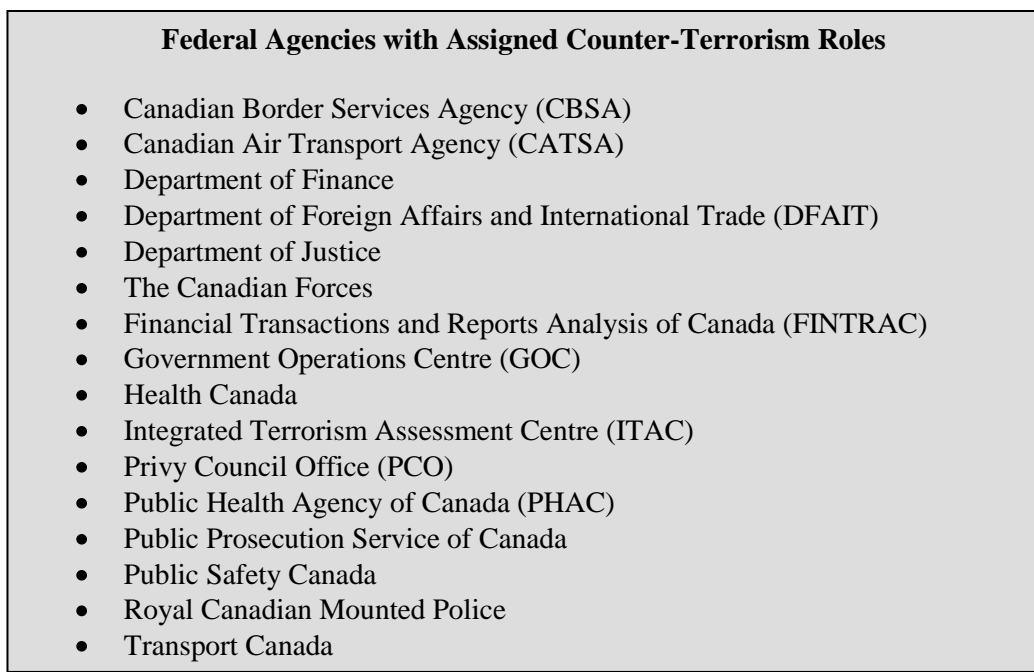 Federal Agencies with Assigned Counter-Terrorism Roles
• Canadian Border Services Agency (CBSA)
• Canadian Air Transport Agency (CATSA)
• Department of Finance
• Department of Foreign Affairs and International Trade (DFAIT)
• Department of Justice
• The Canadian Forces
• Financial Transactions and Reports Analysis of Canada (FINTRAC)
• Government Operations Centre (GOC)
• Health Canada
• Integrated Terrorism Assessment Centre (ITAC)
• Privy Council Office (PCO)
• Public Health Agency of Canada (PHAC)
• Public Prosecution Service of Canada
• Public Safety Canada
• Royal Canadian Mounted Police
• Transport Canada